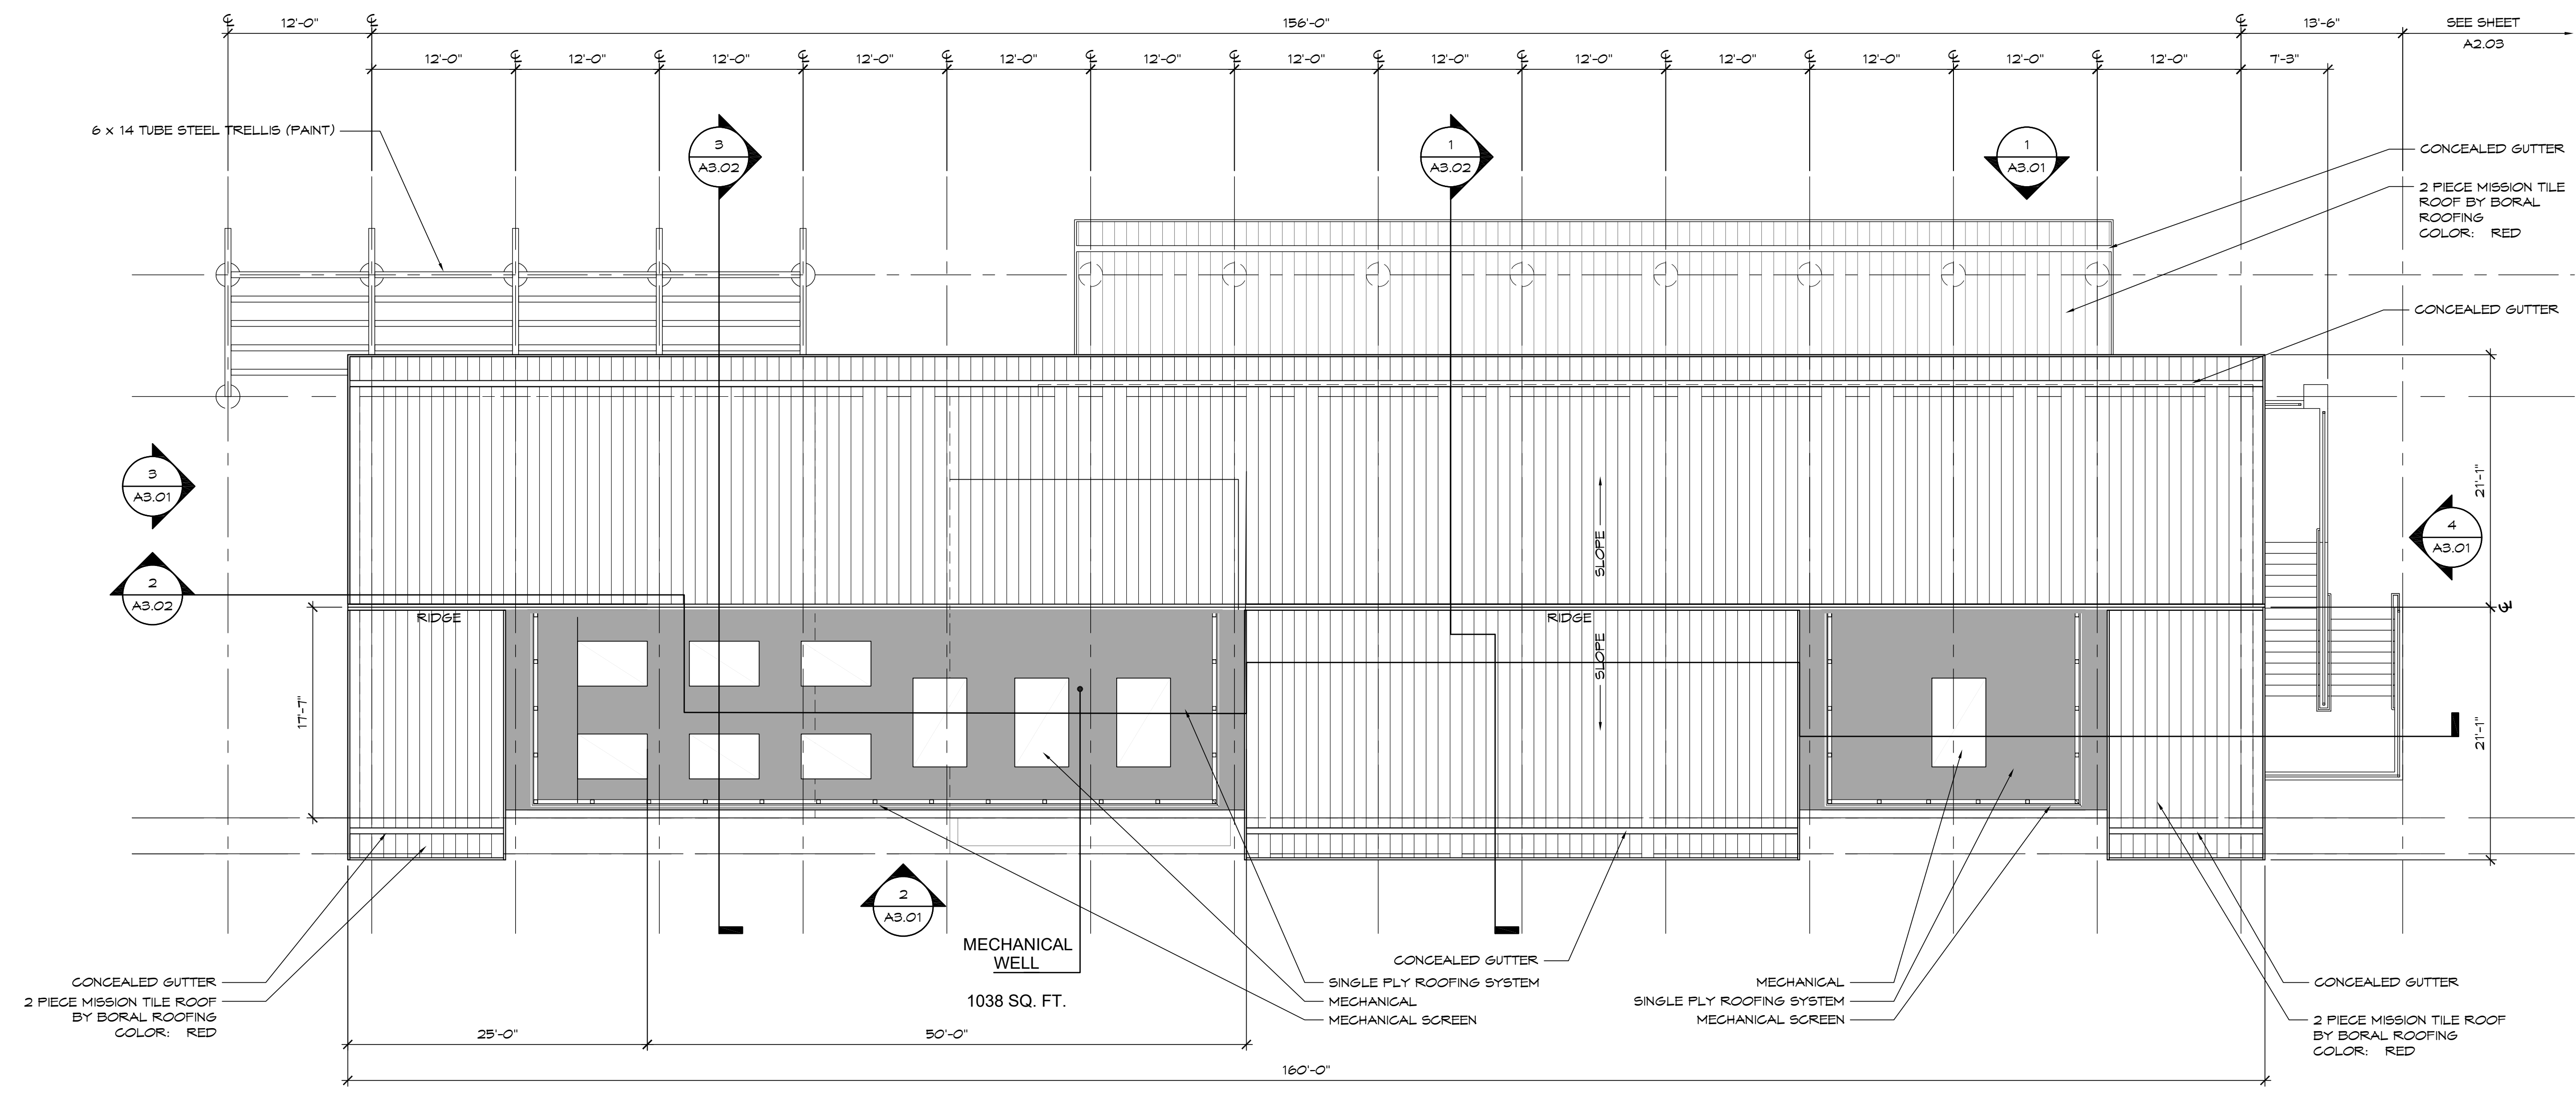 12'-0"
156'-0"
13'-6"
SEE SHEET
A2.03
12'-0"
12'-0"
12'-0"
12'-0"
12'-0"
12'-0"
12'-0"
12'-0"
12'-0"
12'-0"
12'-0"
12'-0"
12'-0"
7'-3"
6 x 14 TUBE STEEL TRELLIS (PAINT)
3
A3.02
1
A3.02
1
A3.01
CONCEALED GUTTER
2 PIECE MISSION TILE
ROOF BY BORAL
ROOFING
COLOR: RED
CONCEALED GUTTER
3
A3.01
21'-1"
4
A3.01
SLOPE
2
A3.02
RIDGE
RIDGE
SLOPE
17'-7"
21'-1"
2
A3.01
MECHANICAL
WELL
1038 SQ. FT.
CONCEALED GUTTER
2 PIECE MISSION TILE ROOF
BY BORAL ROOFING
COLOR: RED
CONCEALED GUTTER
SINGLE PLY ROOFING SYSTEM
MECHANICAL
MECHANICAL SCREEN
MECHANICAL
SINGLE PLY ROOFING SYSTEM
MECHANICAL SCREEN
CONCEALED GUTTER
2 PIECE MISSION TILE ROOF
BY BORAL ROOFING
COLOR: RED
25'-0"
50'-0"
160'-0"